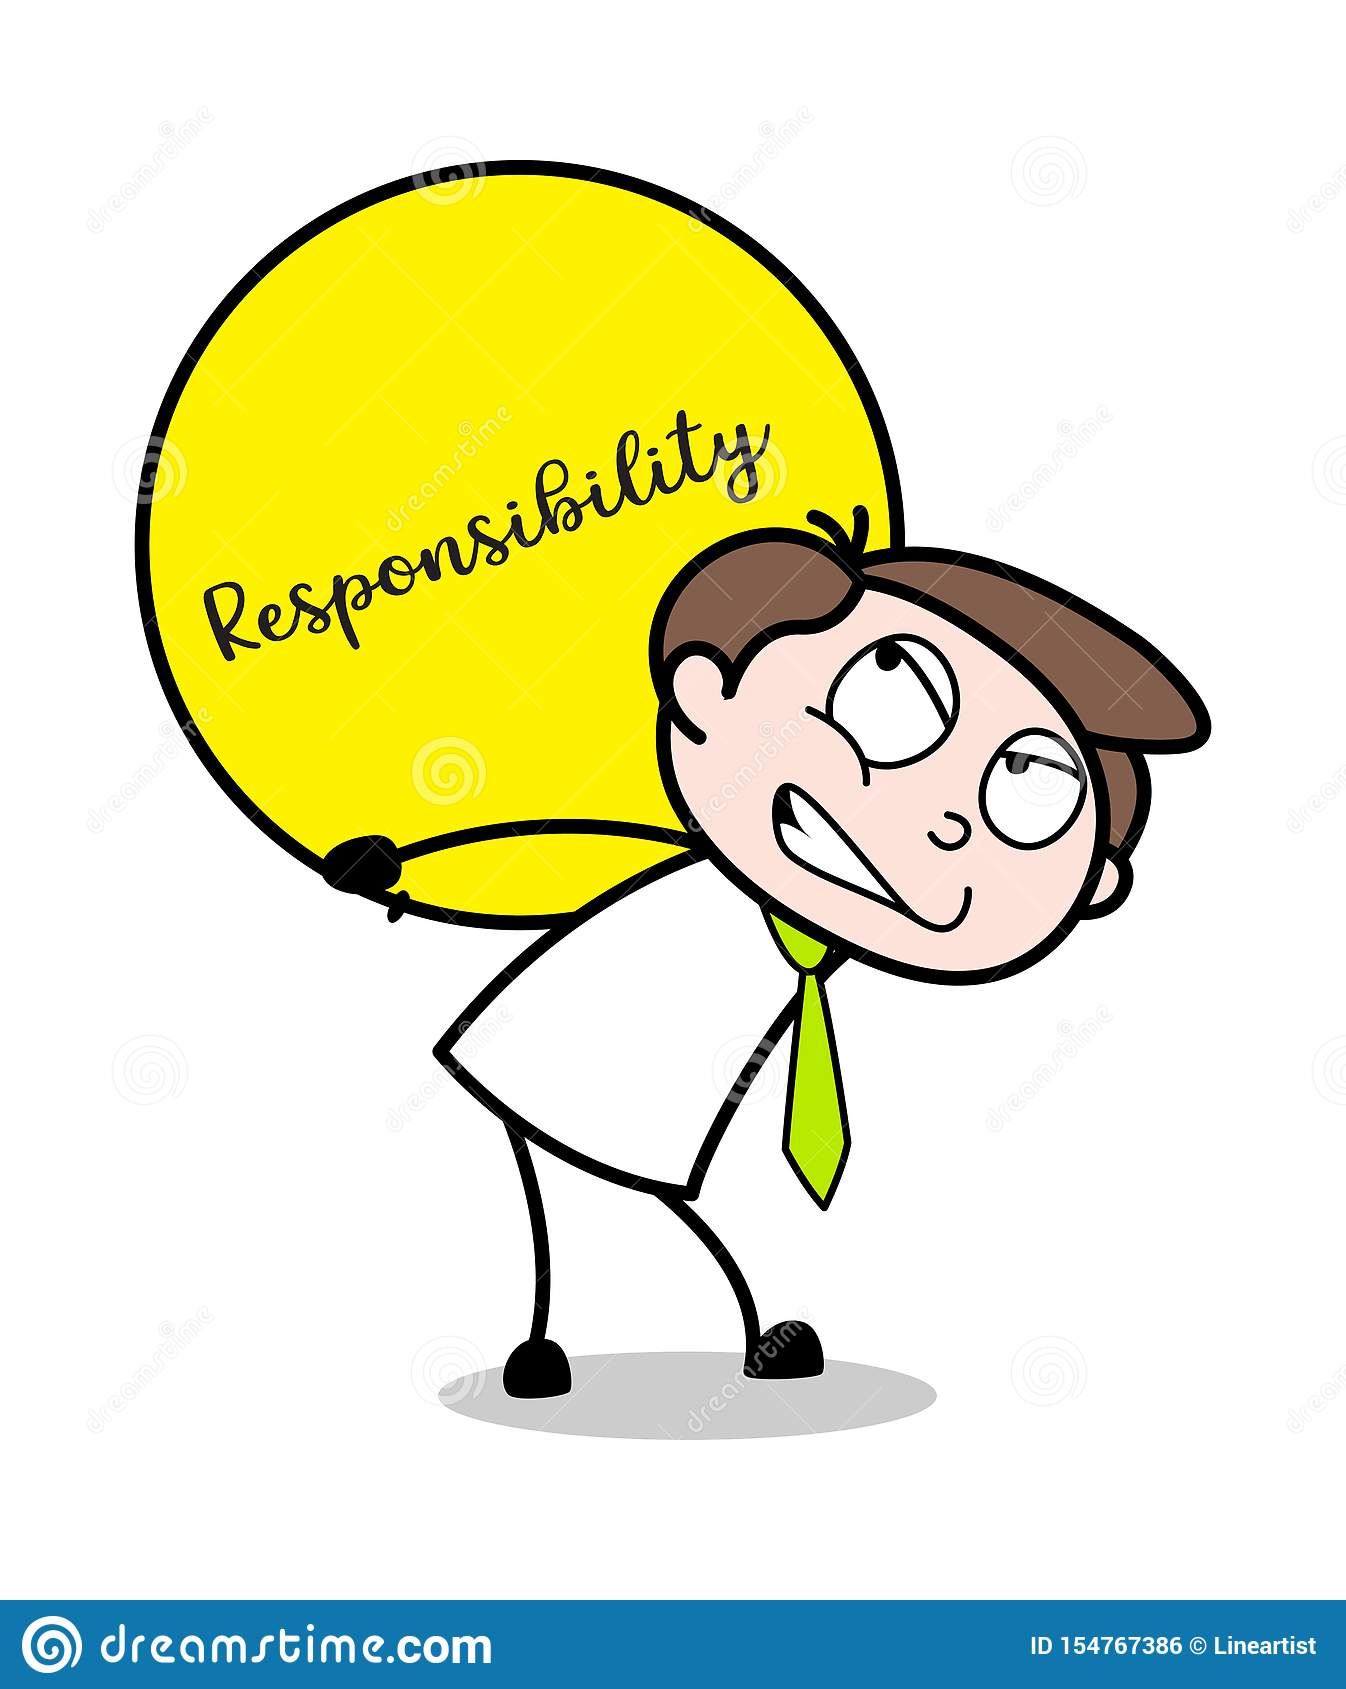 Responsibility
dreamstime.com
ID 154767386 © Lineartist